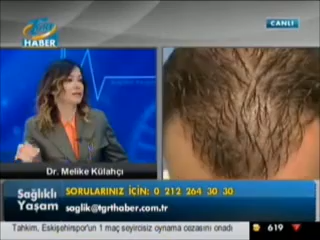 HABER
CANLI
Dr. Melike Külahçı
Sağlıklı
Yaşam
SORULARINIZ İÇİN: 0 212 264 30 30
saglik@tgrthaber.com.tr
Tahkim, Eskişehirspor'un 1 maç seyircisiz oynama cezasını onadı
619